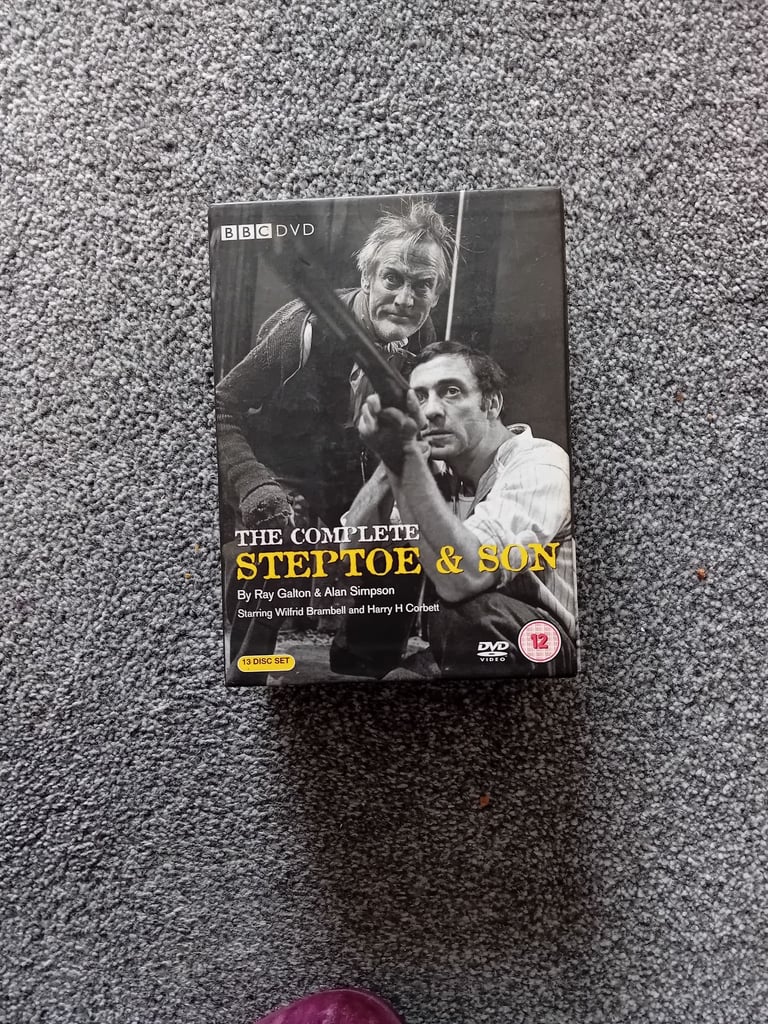 BBC DVD
THE COMPLETE
STEPTOE & SON
By Ray Galton & Alan Simpson
Starring Wilfrid Brambell and Harry H Corbett
13 DISC SET
DVD
VIDEO
12